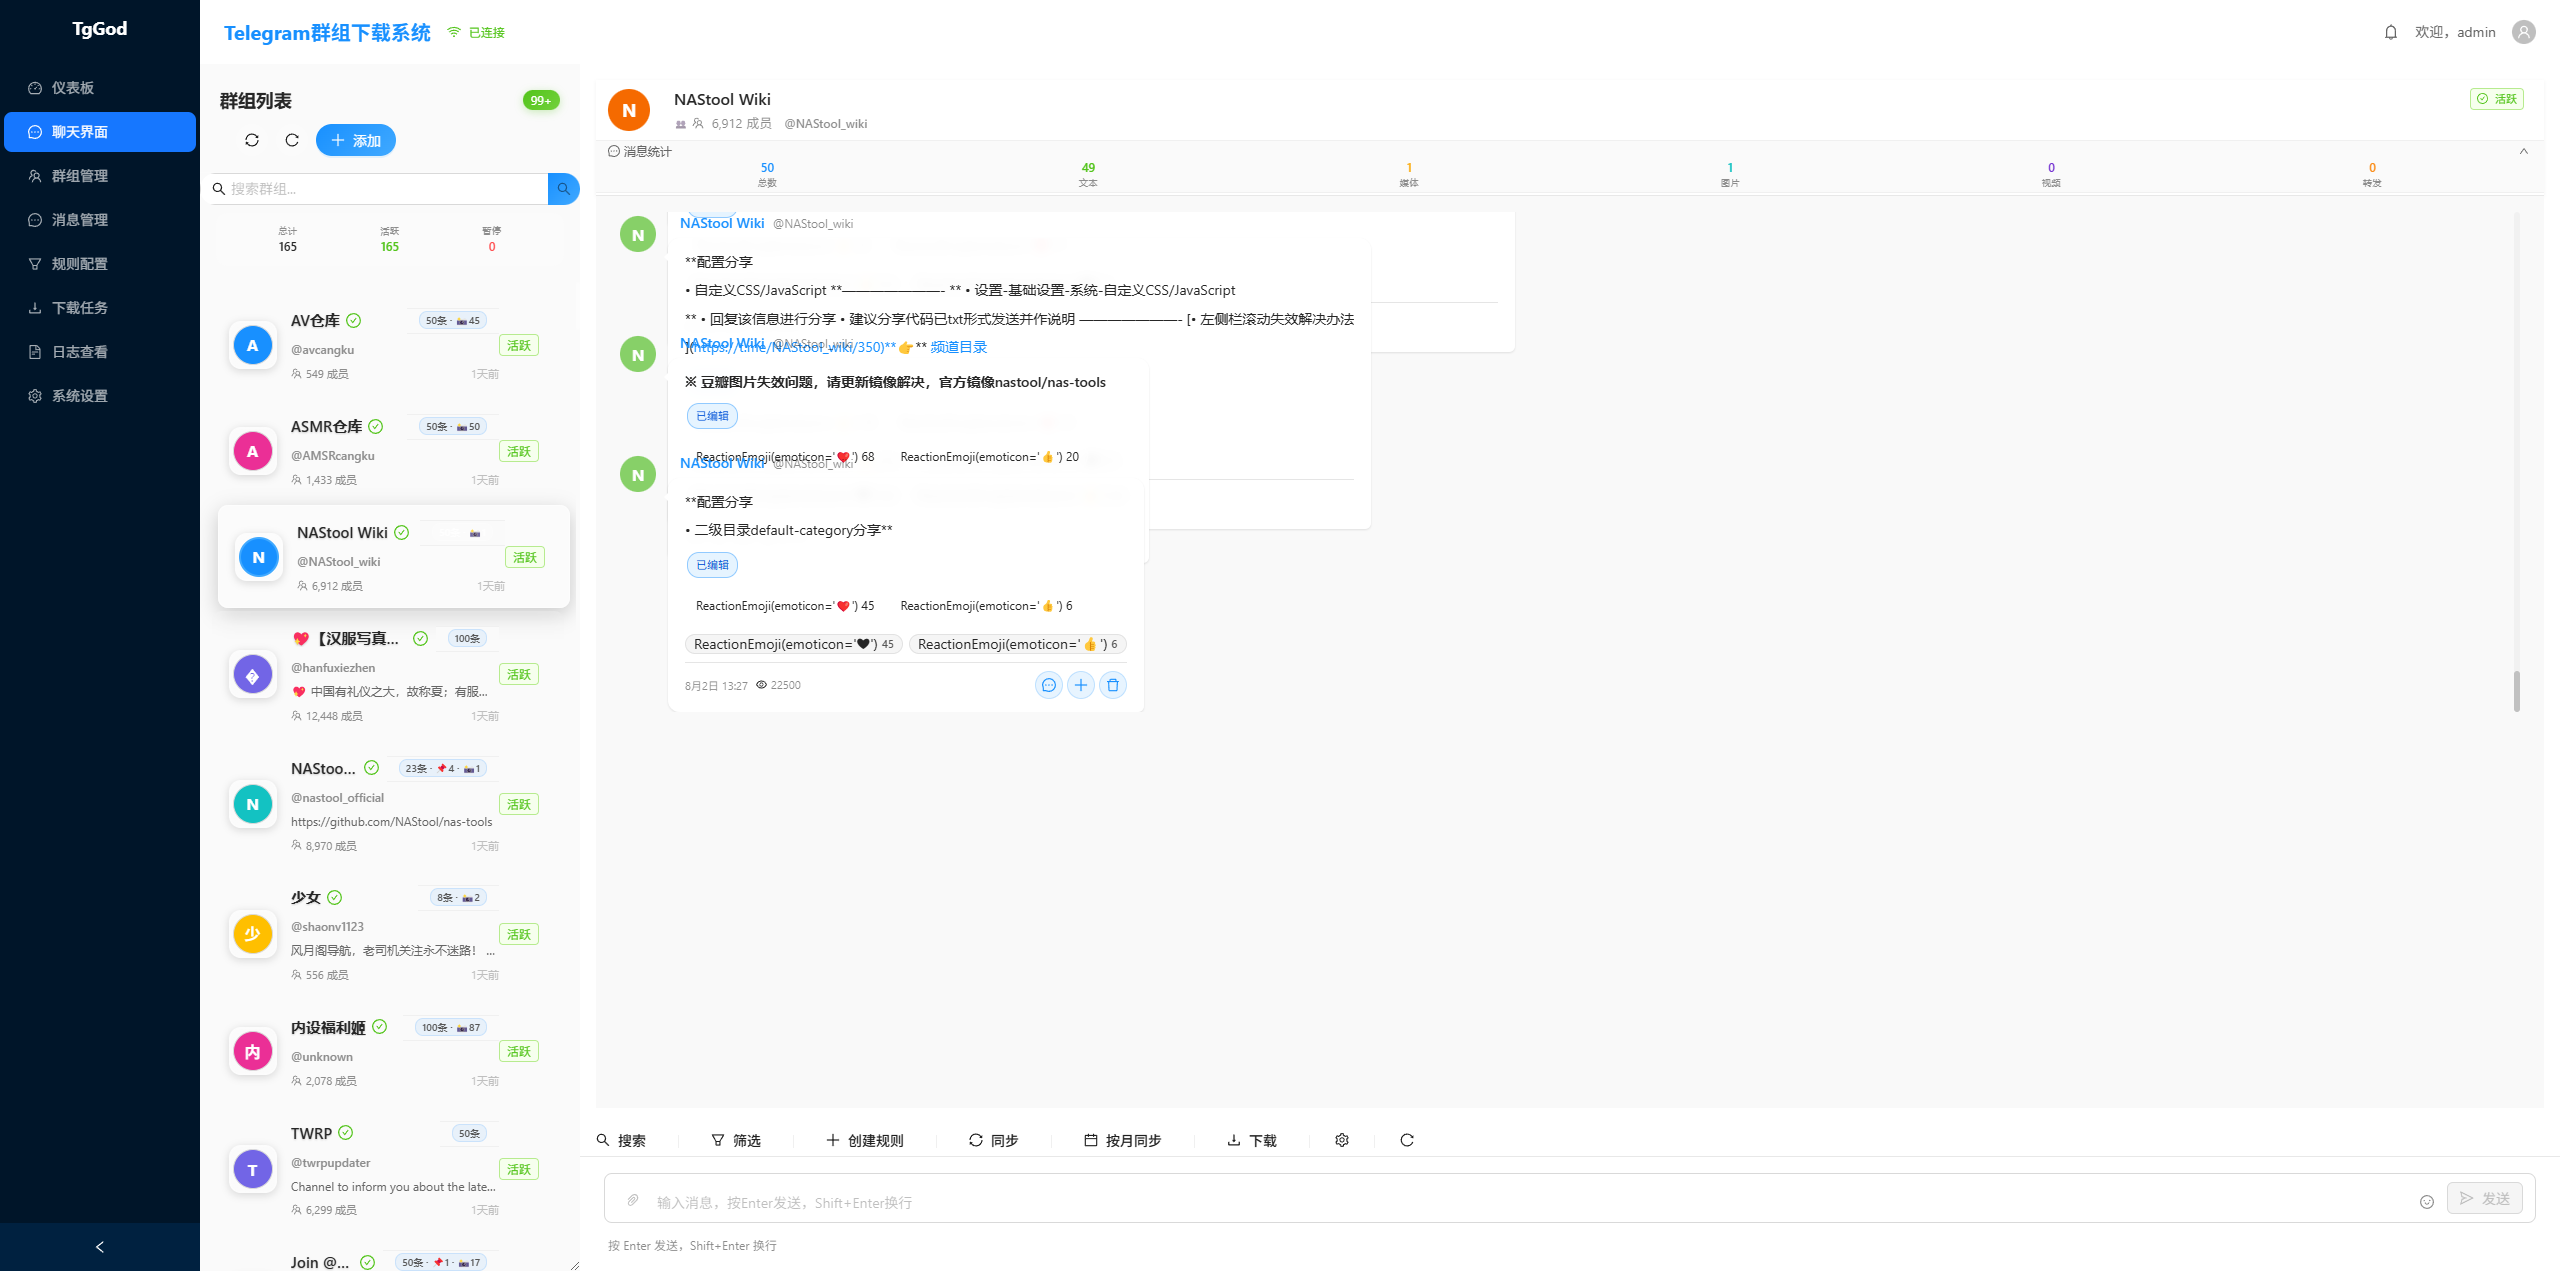 TgGod
仪表板
聊天界面
群组管理
消息管理
规则配置
下载任务
日志查看
系统设置
Telegram群组下载系统
已连接
欢迎，admin
群组列表
99+
添加
搜索群组...
总计 活跃 暂停
165 165 0
AV仓库
50条 · 📸 45
@avcangku
活跃
549 成员
1天前
ASMR仓库
50条 · 📸 50
@AMSRcangku
活跃
1,433 成员
1天前
NAStool Wiki
📸
@NAStool_wiki
活跃
6,912 成员
1天前
💖【汉服写真...
100条
@hanfuxiezhen
活跃
💖 中国有礼仪之大，故称夏；有服...
12,448 成员
1天前
NAStoo...
23条 · 📌 4 · 📸 1
@nastool_official
活跃
https://github.com/NAStool/nas-tools
8,970 成员
1天前
少女
8条 · 📸 2
@shaonv1123
活跃
风月阁导航，老司机关注永不迷路！ ...
556 成员
1天前
内设福利姬
100条 · 📸 87
@unknown
活跃
2,078 成员
1天前
TWRP
50条
@twrpupdater
活跃
Channel to inform you about the late...
6,299 成员
1天前
Join @...
50条 · 📌 1 · 📸 17
A
A
N
�
N
少
内
T
N
NAStool Wiki
👥 6,912 成员 @NAStool_wiki
活跃
消息统计
50 49 1 1 0 0
总数 文本 媒体 图片 视频 转发
N
NAStool Wiki @NAStool_wiki
**配置分享
• 自定义CSS/JavaScript **———————- ** • 设置-基础设置-系统-自定义CSS/JavaScript
** • 回复该信息进行分享 • 建议分享代码已txt形式发送并作说明 ———————- [• 左侧栏滚动失效解决办法
](https://t.me/NAStool_wiki/350)**👉** 频道目录
N
NAStool Wiki @NAStool_wiki
※ 豆瓣图片失效问题，请更新镜像解决，官方镜像nastool/nas-tools
已编辑
ReactionEmoji(emoticon='❤️') 68 ReactionEmoji(emoticon='👍') 20
N
NAStool Wiki @NAStool_wiki
**配置分享
• 二级目录default-category分享**
已编辑
ReactionEmoji(emoticon='❤️') 45 ReactionEmoji(emoticon='👍') 6
ReactionEmoji(emoticon='❤') 45 ReactionEmoji(emoticon='👍') 6
8月2日 13:27 22500
搜索 筛选 创建规则 同步 按月同步 下载
输入消息，按Enter发送，Shift+Enter换行
发送
按 Enter 发送，Shift+Enter 换行